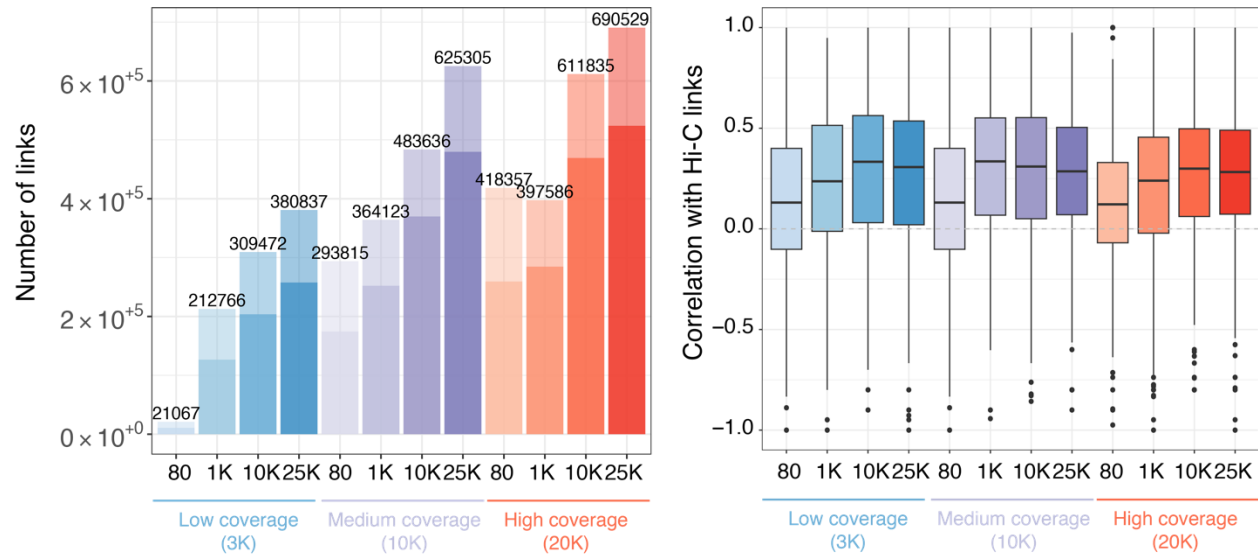 Number of links
6 × 10⁺⁵
4 × 10⁺⁵
2 × 10⁺⁵
0 × 10⁺⁰
21067
212766
309472
380837
293815
364123
483636
625305
418357
397586
611835
690529
80 1K 10K 25K 80 1K 10K 25K 80 1K 10K 25K
Low coverage Medium coverage High coverage
(3K) (10K) (20K)
Correlation with Hi-C links
1.0
0.5
0.0
−0.5
−1.0
80 1K 10K 25K 80 1K 10K 25K 80 1K 10K 25K
Low coverage Medium coverage High coverage
(3K) (10K) (20K)